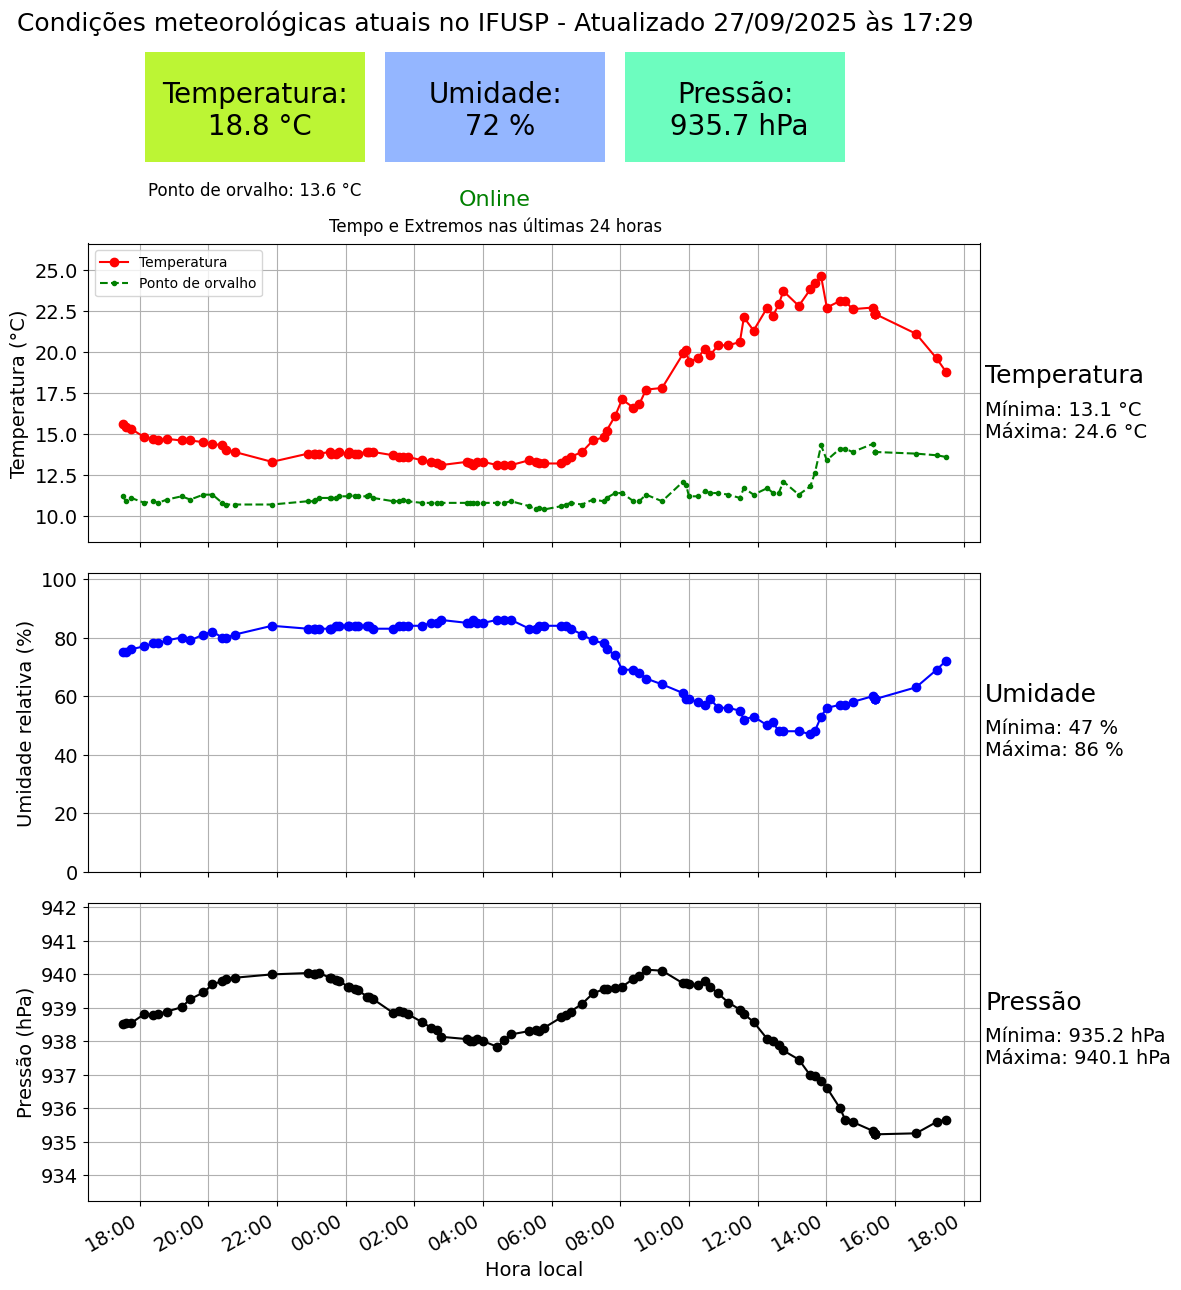 Condições meteorológicas atuais no IFUSP - Atualizado 27/09/2025 às 17:29
Temperatura:
18.8 °C
Umidade:
72 %
Pressão:
935.7 hPa
Ponto de orvalho: 13.6 °C
Online
Tempo e Extremos nas últimas 24 horas
Temperatura
Ponto de orvalho
Temperatura (°C)
25.0
22.5
20.0
17.5
15.0
12.5
10.0
Temperatura
Mínima: 13.1 °C
Máxima: 24.6 °C
Umidade relativa (%)
100
80
60
40
20
0
Umidade
Mínima: 47 %
Máxima: 86 %
Pressão (hPa)
942
941
940
939
938
937
936
935
934
Pressão
Mínima: 935.2 hPa
Máxima: 940.1 hPa
18:00
20:00
22:00
00:00
02:00
04:00
06:00
08:00
10:00
12:00
14:00
16:00
18:00
Hora local